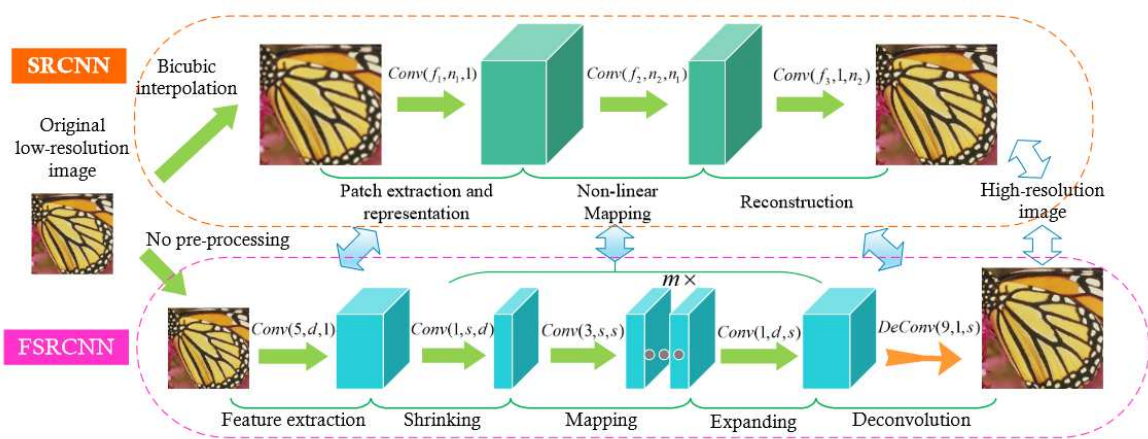 SRCNN
Bicubic
interpolation
Original
low-resolution
image
Conv(f₁,n₁,1)
Conv(f₂,n₂,n₁)
Conv(f₃,1,n₂)
Patch extraction and
representation
Non-linear
Mapping
Reconstruction
High-resolution
image
No pre-processing
FSRCNN
m ×
Conv(5,d,1)
Conv(1,s,d)
Conv(3,s,s)
Conv(1,d,s)
DeConv(9,1,s)
Feature extraction
Shrinking
Mapping
Expanding
Deconvolution